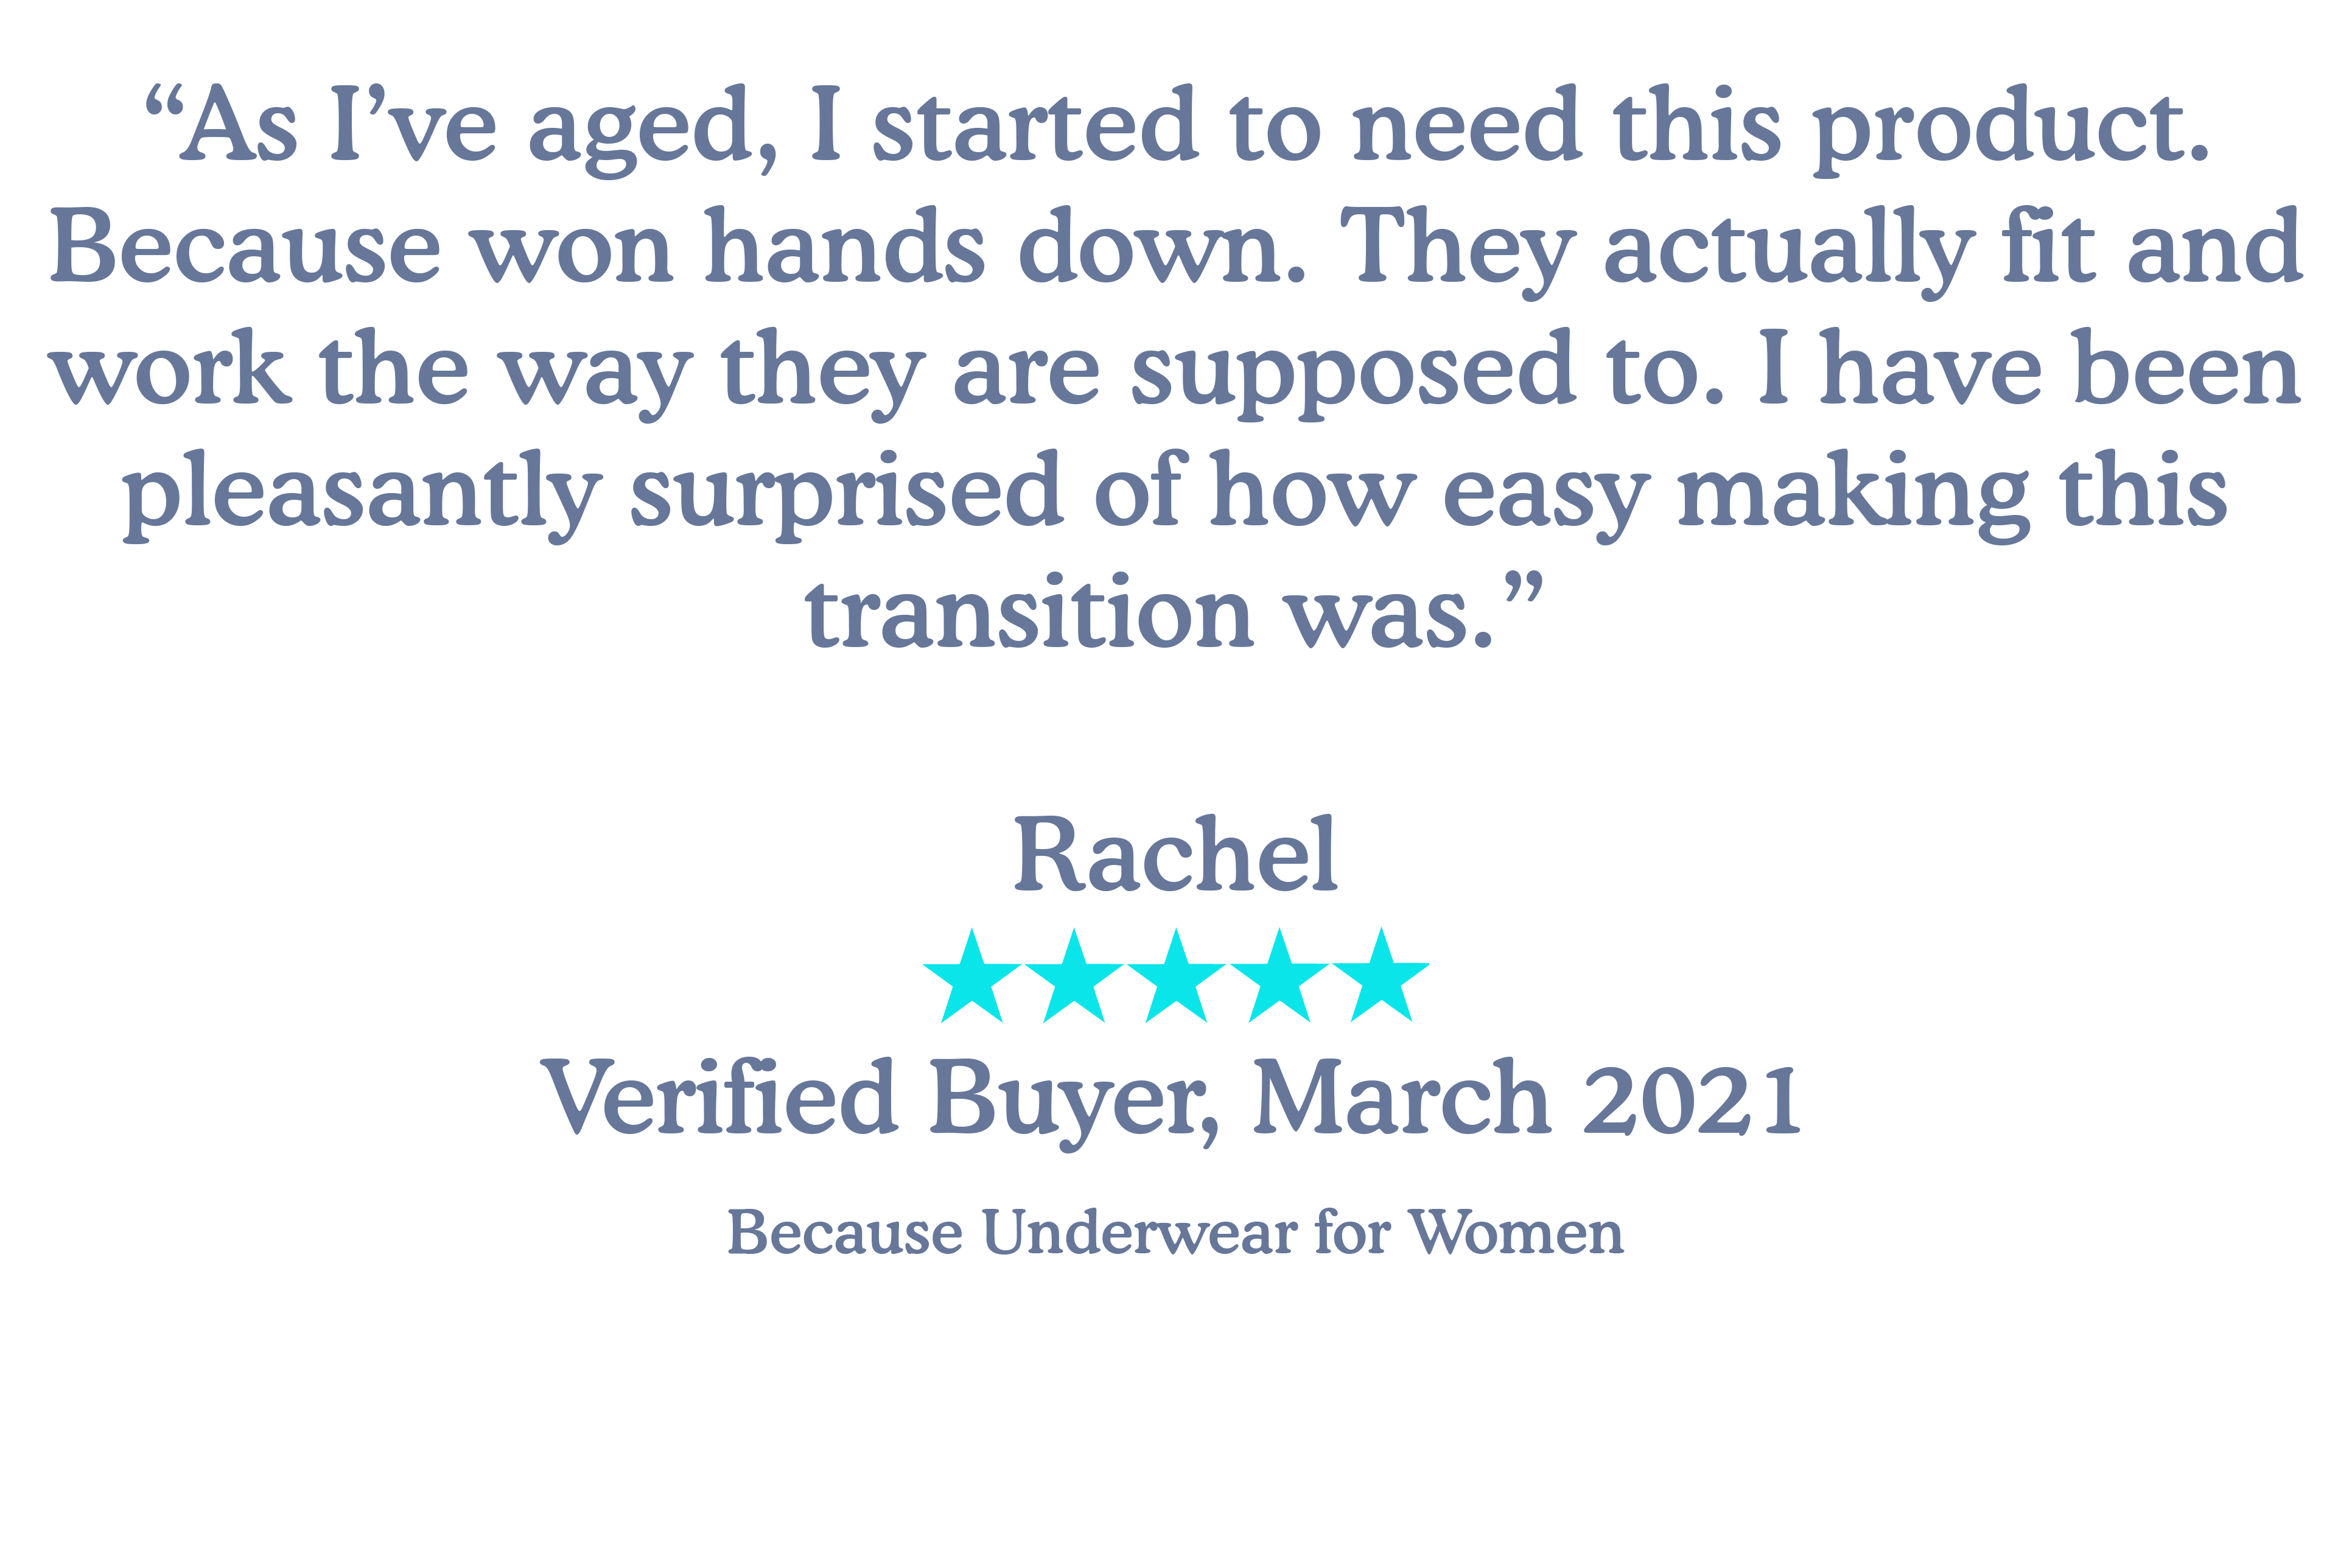 “As I’ve aged, I started to need this product.
Because won hands down. They actually fit and
work the way they are supposed to. I have been
pleasantly surprised of how easy making this
transition was.”
Rachel
Verified Buyer, March 2021
Because Underwear for Women